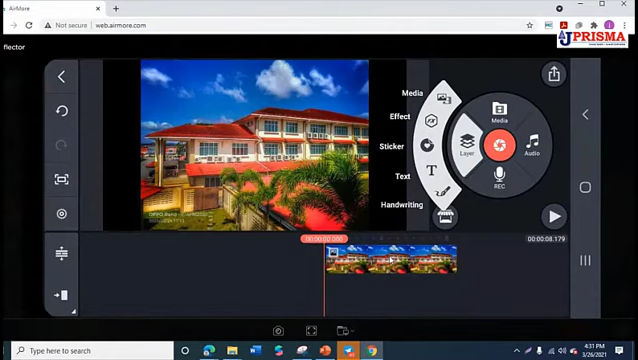 AirMore
Not secure
web.airmore.com
JPRISMA
flector
Media
Effect
Sticker
Text
Handwriting
Media
Layer
Audio
REC
00:00:00.000
00:00:08.179
Type here to search
4:31 PM
3/26/2021